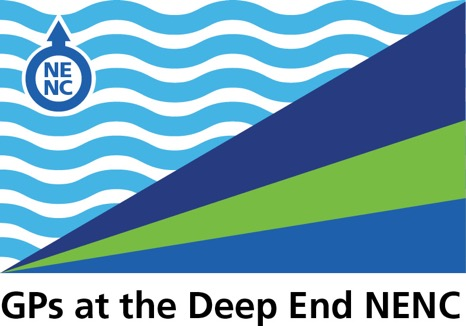 NE
NC
GPs at the Deep End NENC